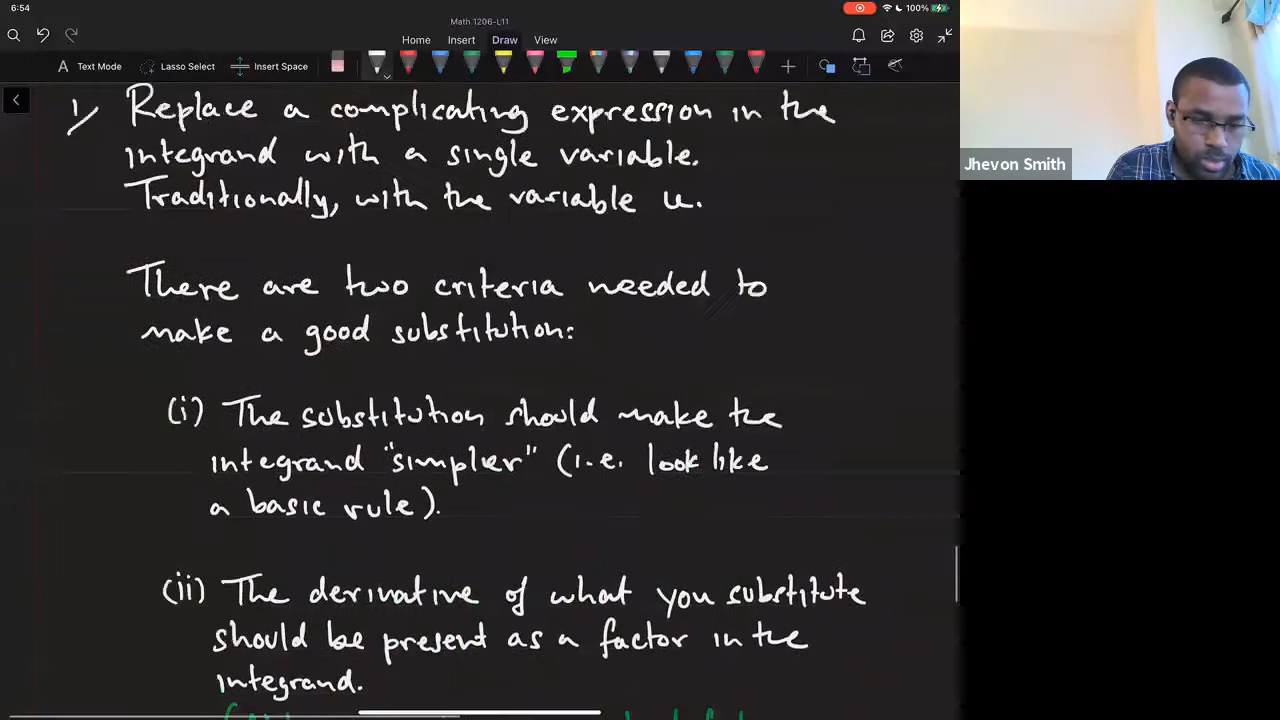 6:54
100%
Math 1206-L11
Home Insert Draw View
Text Mode Lasso Select Insert Space
1/ Replace a complicating expression in the
integrand with a single variable.
Traditionally, with the variable u.
There are two criteria needed to
make a good substitution:
(i) The substitution should make the
integrand "simpler" (i.e. look like
a basic rule).
(ii) The derivative of what you substitute
should be present as a factor in the
integrand.
Jhevon Smith